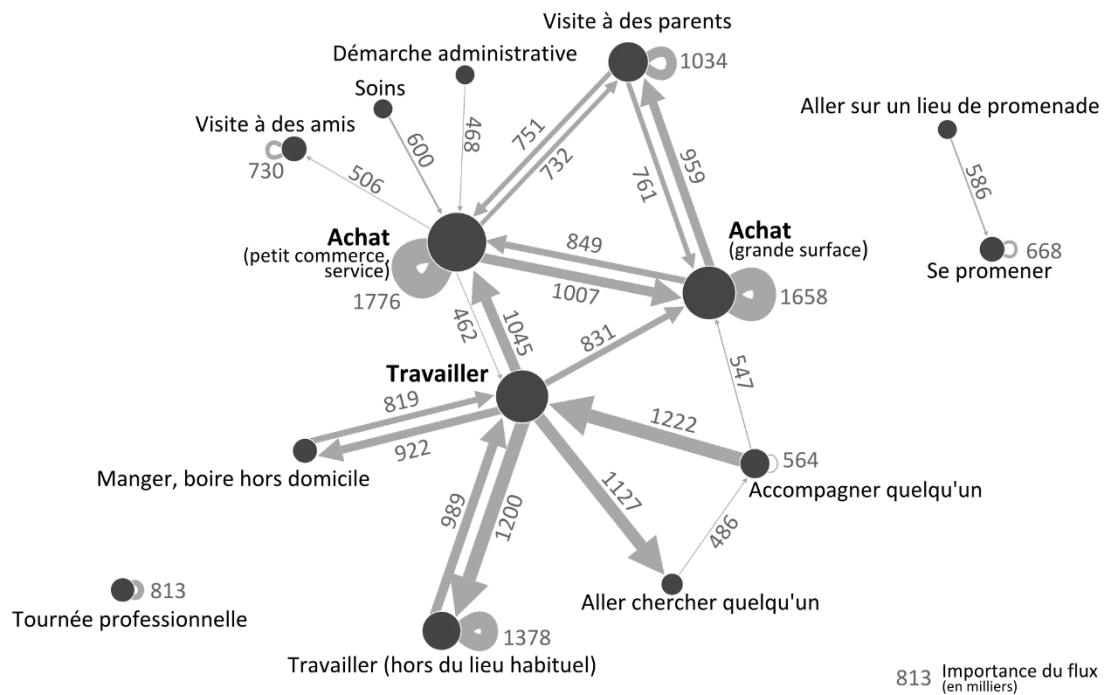 Visite à des parents
1034
Démarche administrative
Soins
Visite à des amis
730
506
600
468
751
732
761
959
Aller sur un lieu de promenade
586
668
Se promener
Achat
(petit commerce,
service)
1776
849
1007
Achat
(grande surface)
1658
462
1045
831
547
Travailler
819
922
Manger, boire hors domicile
1222
564
Accompagner quelqu'un
1127
486
989
1200
Aller chercher quelqu'un
813
Tournée professionnelle
1378
Travailler (hors du lieu habituel)
813 Importance du flux
(en milliers)